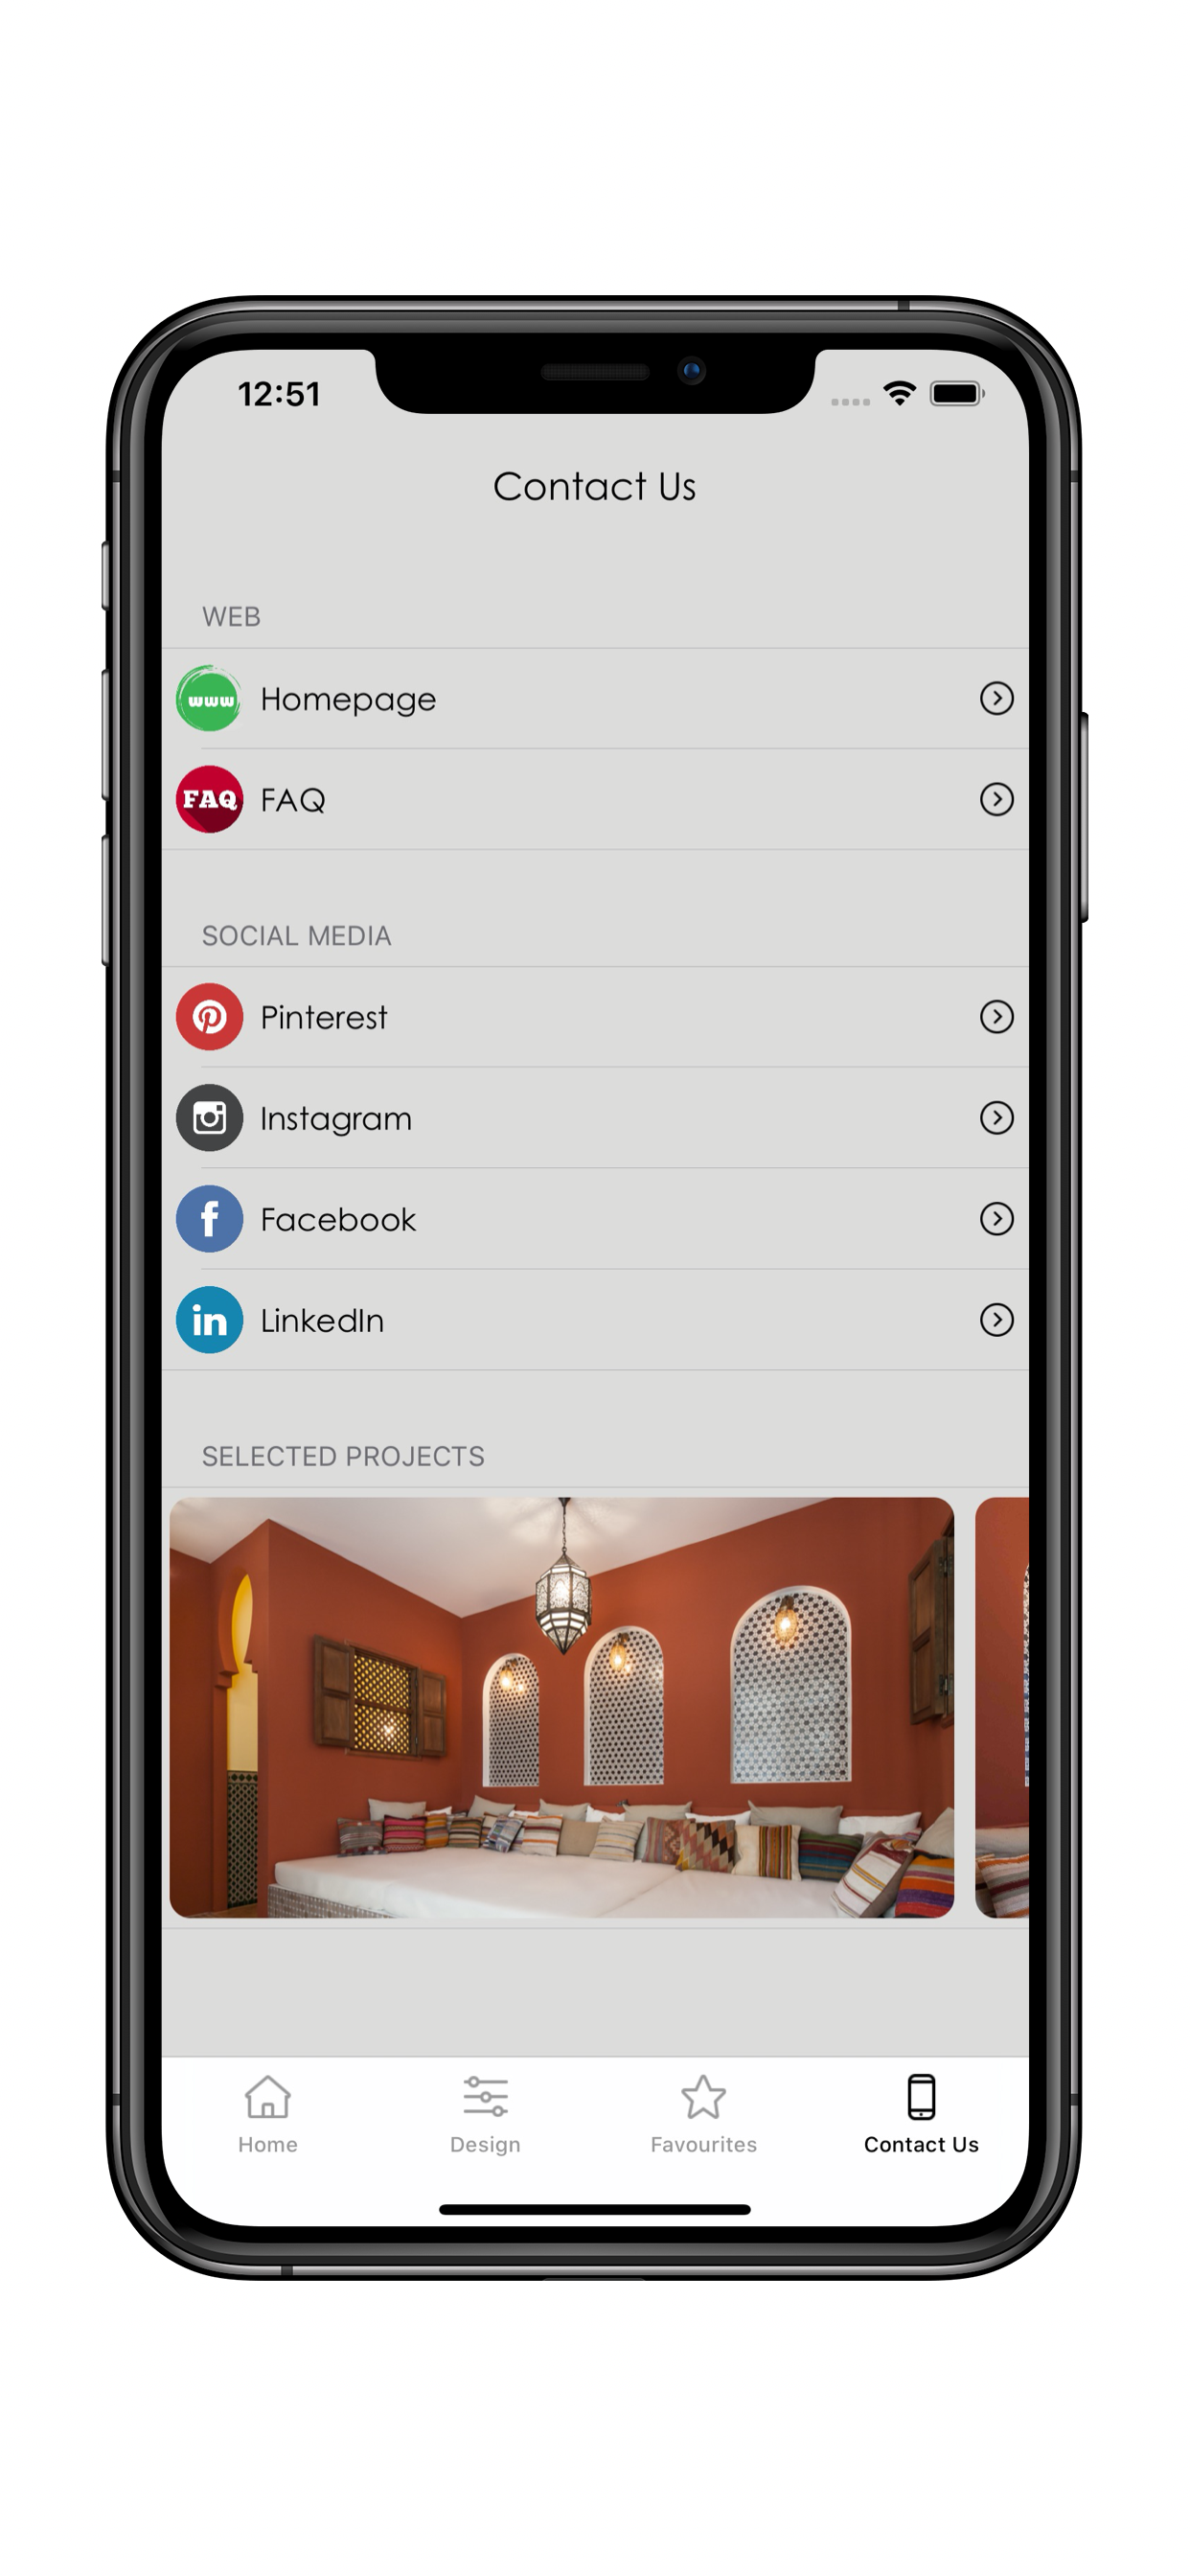 12:51
Contact Us
WEB
www Homepage
FAQ FAQ
SOCIAL MEDIA
Pinterest
Instagram
f Facebook
in LinkedIn
SELECTED PROJECTS
Home Design Favourites Contact Us